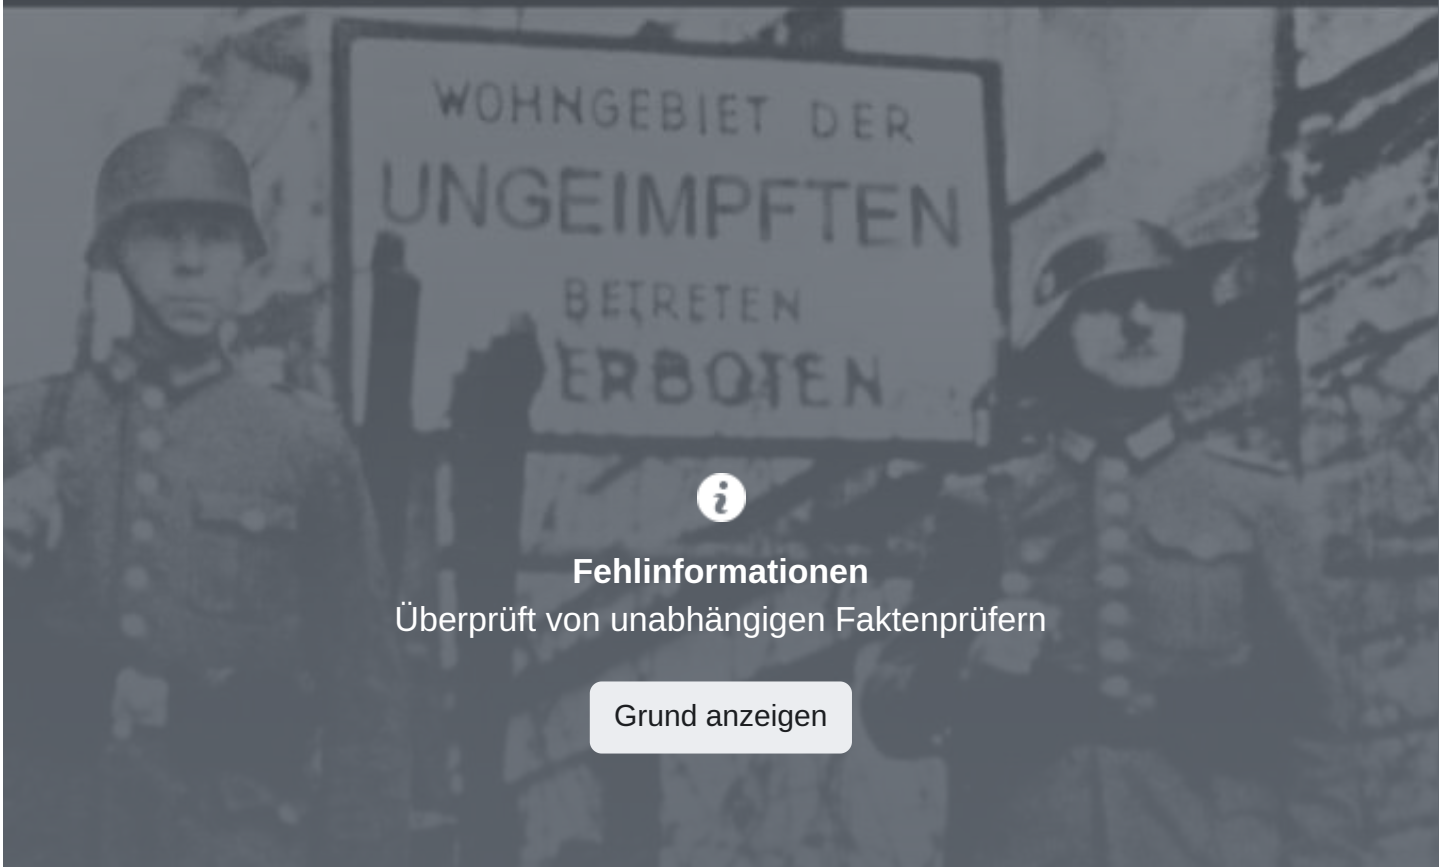 WOHNGEBIET DER
UNGEIMPFTEN
BETRETEN
ERBOTEN
Fehlinformationen
Überprüft von unabhängigen Faktenprüfern
Grund anzeigen